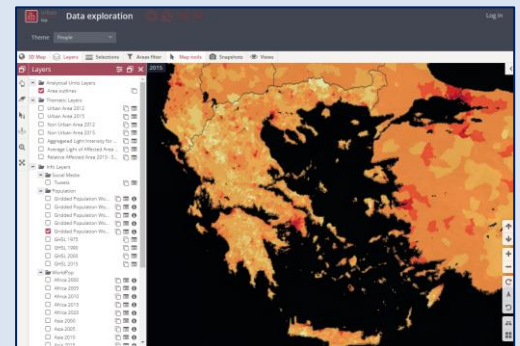 urban
tep
Data exploration
Log in
Theme People
3D Map Layers Selections Areas filter Map tools Snapshots Views
Layers
2015
Analytical Units Layers
Area outlines
Thematic Layers
Urban Area 2012
Urban Area 2015
Non Urban Area 2012
Non Urban Area 2015
Aggregated Light Intensity for ...
Average Light of Affected Area ...
Relative Affected Area 2015 - 0...
Info Layers
Social Media
Tweets
Population
Gridded Population Wo...
Gridded Population Wo...
Gridded Population Wo...
Gridded Population Wo...
Gridded Population Wo...
GHSL 1975
GHSL 1990
GHSL 2000
GHSL 2015
WorldPop
Africa 2000
Africa 2005
Africa 2010
Africa 2015
Africa 2020
Asia 2000
Asia 2005
Asia 2010
Asia 2015